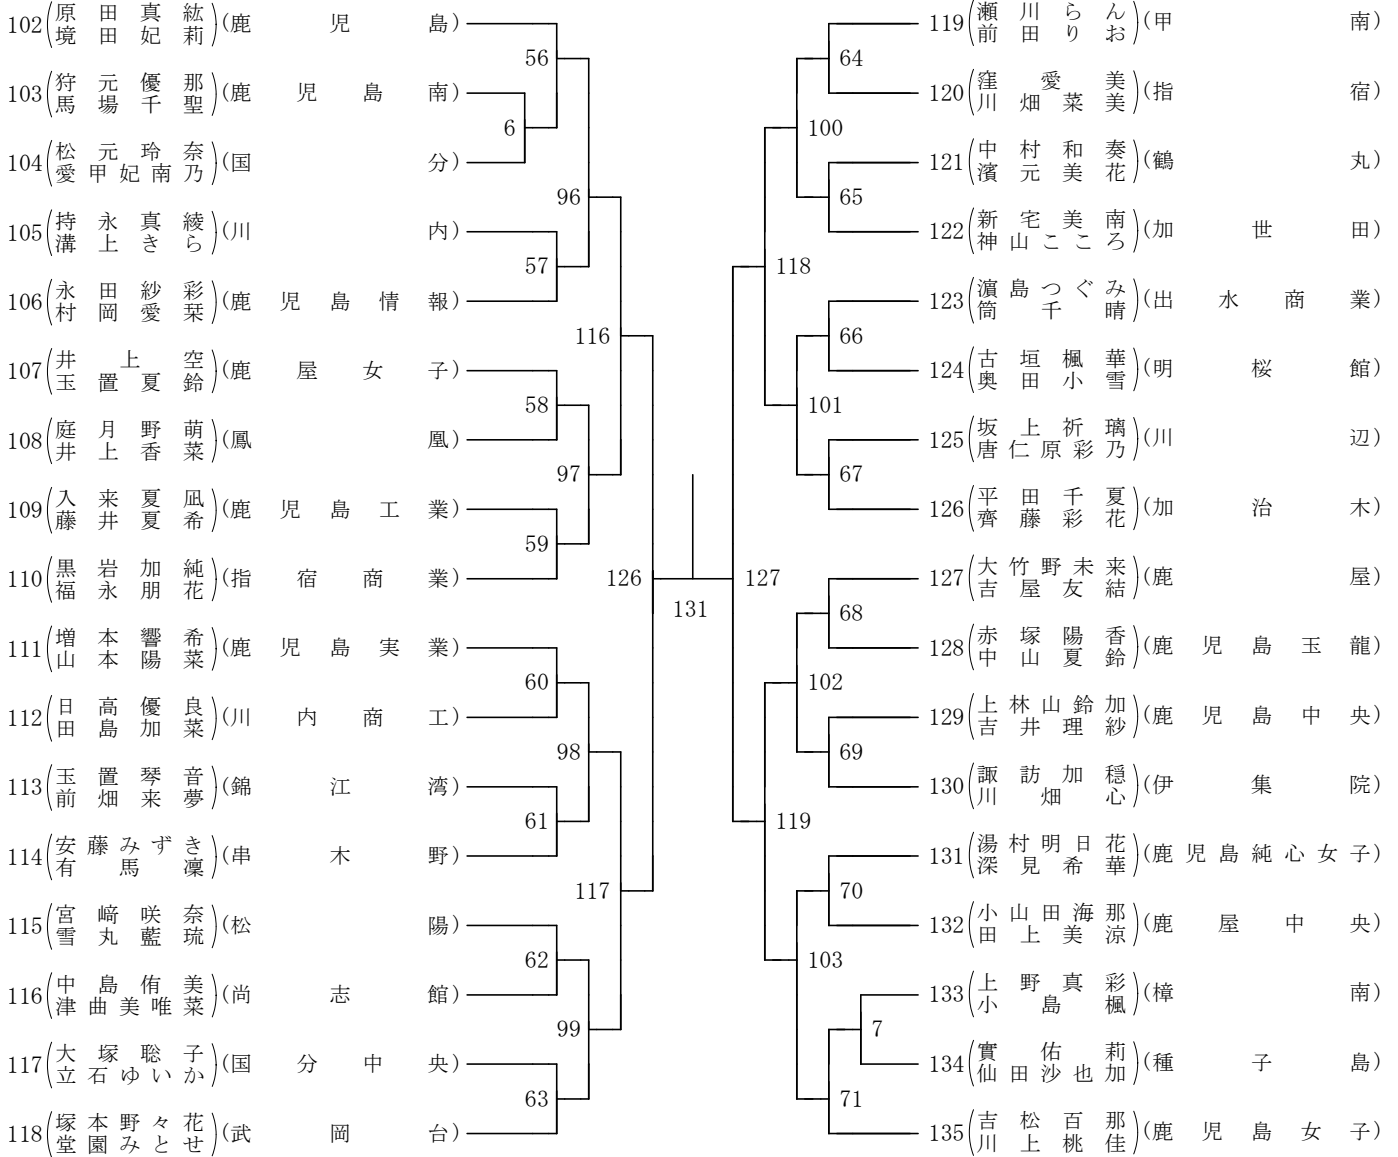 102(原田真紘 境田妃莉)(鹿児島)
103(狩元優那 馬場千聖)(鹿児島南)
104(松元玲奈 愛甲妃南乃)(国分)
105(持永真綾 溝上きら)(川内)
106(永田紗彩 村岡愛栞)(鹿児島情報)
107(井上空 玉置夏鈴)(鹿屋女子)
108(庭月野萌 井上香菜)(鳳凰)
109(入来夏凪 藤井夏希)(鹿児島工業)
110(黒岩加純 福永朋花)(指宿商業)
111(増本響希 山本陽菜)(鹿児島実業)
112(日高優良 田島加菜)(川内商工)
113(玉置琴音 前畑来夢)(錦江湾)
114(安藤みずき 有馬凜)(串木野)
115(宮﨑咲奈 雪丸藍琉)(松陽)
116(中島侑美 津曲美唯菜)(尚志館)
117(大塚聡子 立石ゆいか)(国分中央)
118(塚本野々花 堂園みとせ)(武岡台)
56
6
96
57
116
58
97
59
126
60
98
61
117
62
99
63
131
64
100
65
118
66
101
67
127
68
102
69
119
70
103
7
71
119(瀬川らん 前田りお)(甲南)
120(窪愛美 川畑菜美)(指宿)
121(中村和奏 濱元美花)(鶴丸)
122(新宅美南 神山こころ)(加世田)
123(濵島つぐみ 筒千晴)(出水商業)
124(古垣楓華 奥田小雪)(明桜館)
125(坂上祈璃 唐仁原彩乃)(川辺)
126(平田千夏 齊藤彩花)(加治木)
127(大竹野未来 吉屋友結)(鹿屋)
128(赤塚陽香 中山夏鈴)(鹿児島玉龍)
129(上林山鈴加 吉井理紗)(鹿児島中央)
130(諏訪加穏 川畑心)(伊集院)
131(湯村明日花 深見希華)(鹿児島純心女子)
132(小山田海那 田上美涼)(鹿屋中央)
133(上野真彩 小島楓)(樟南)
134(實佑莉 仙田沙也加)(種子島)
135(吉松百那 川上桃佳)(鹿児島女子)